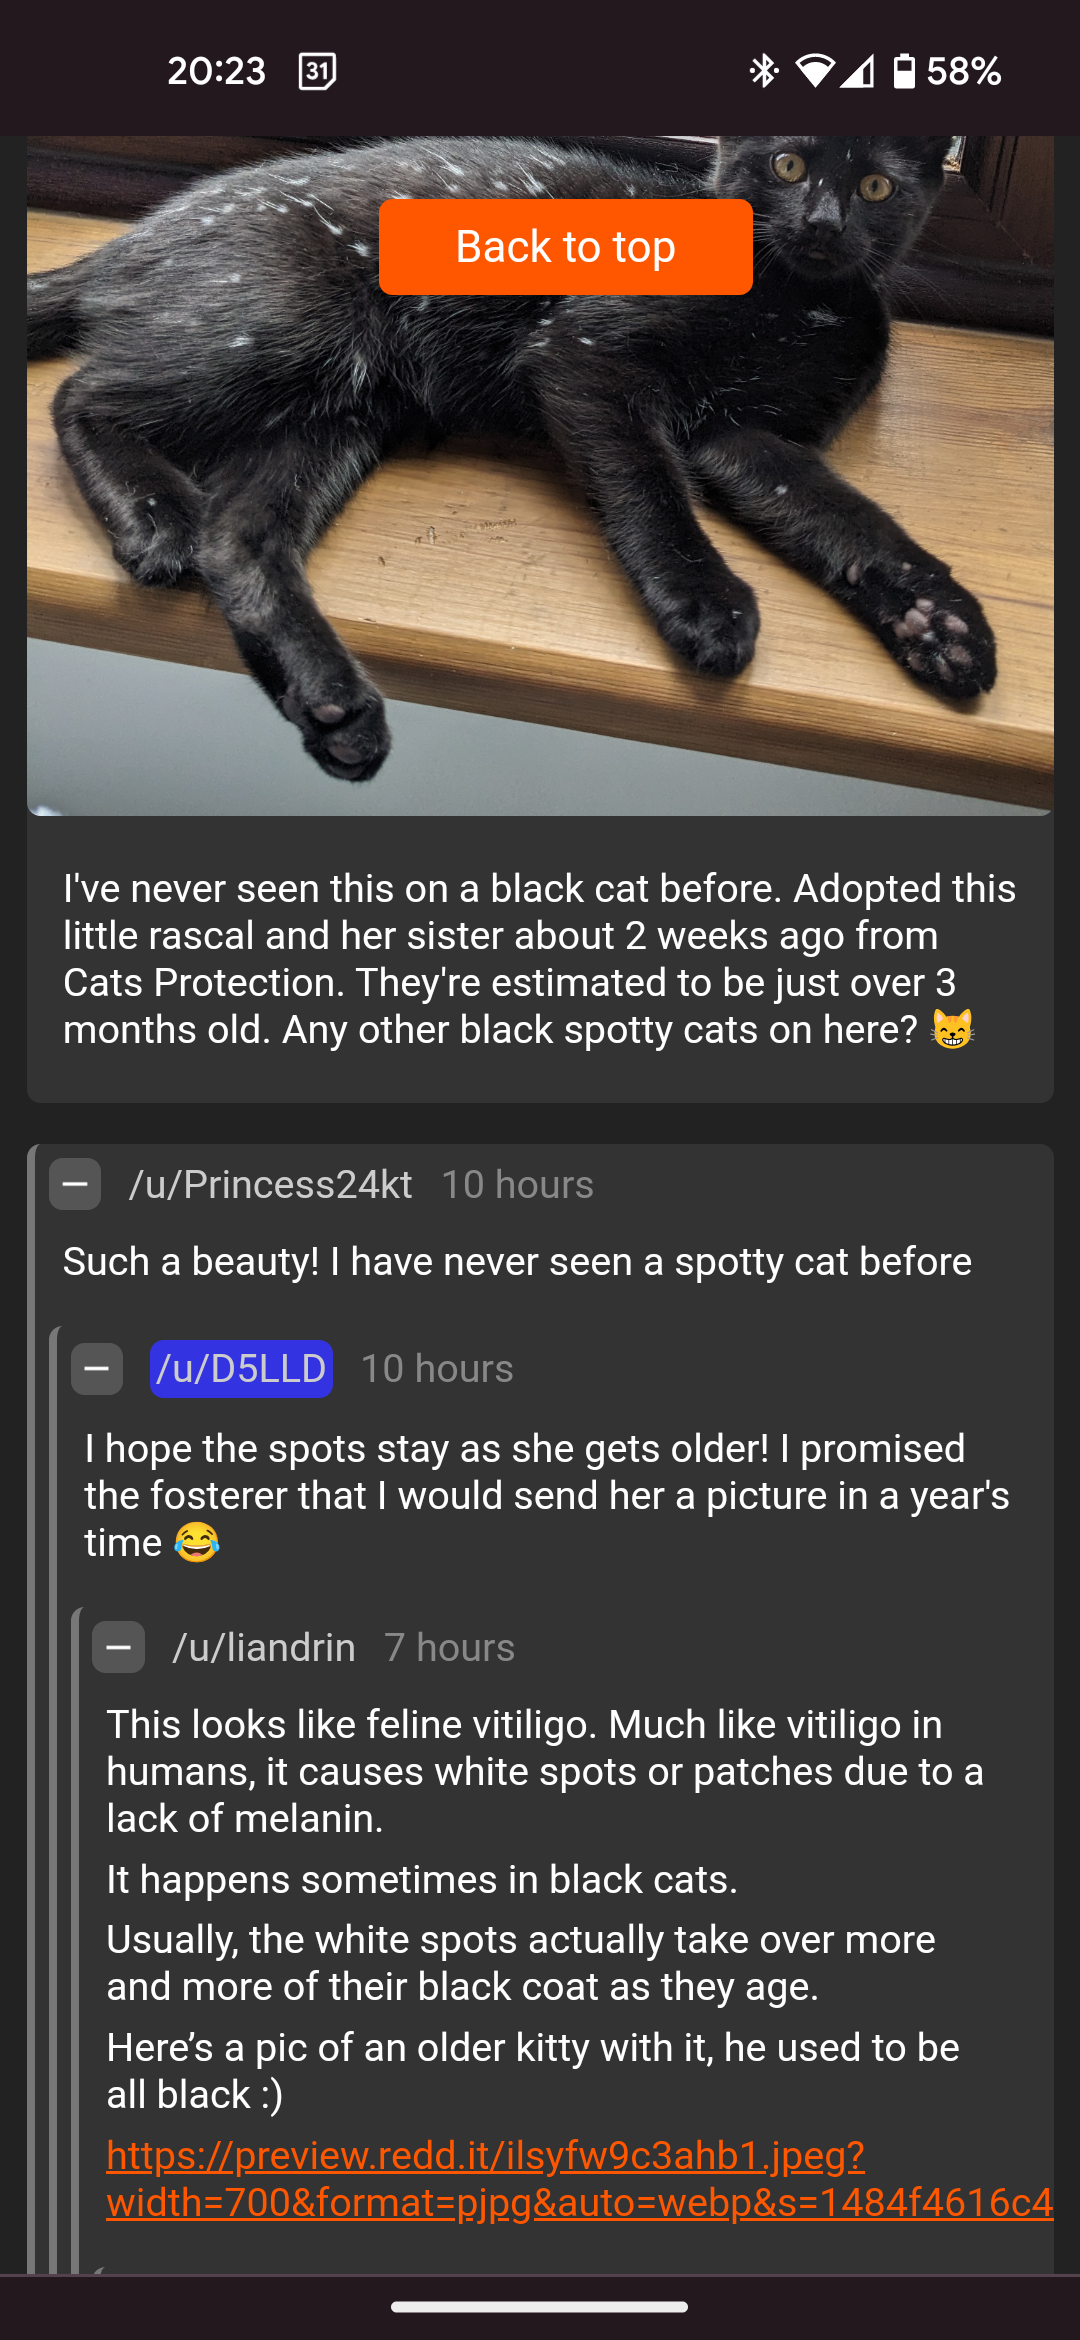 20:23 31 58%
Back to top
I've never seen this on a black cat before. Adopted this
little rascal and her sister about 2 weeks ago from
Cats Protection. They're estimated to be just over 3
months old. Any other black spotty cats on here? 😸
/u/Princess24kt 10 hours
Such a beauty! I have never seen a spotty cat before
/u/D5LLD 10 hours
I hope the spots stay as she gets older! I promised
the fosterer that I would send her a picture in a year's
time 😂
/u/liandrin 7 hours
This looks like feline vitiligo. Much like vitiligo in
humans, it causes white spots or patches due to a
lack of melanin.
It happens sometimes in black cats.
Usually, the white spots actually take over more
and more of their black coat as they age.
Here’s a pic of an older kitty with it, he used to be
all black :)
https://preview.redd.it/ilsyfw9c3ahb1.jpeg?
width=700&format=pjpg&auto=webp&s=1484f4616c4